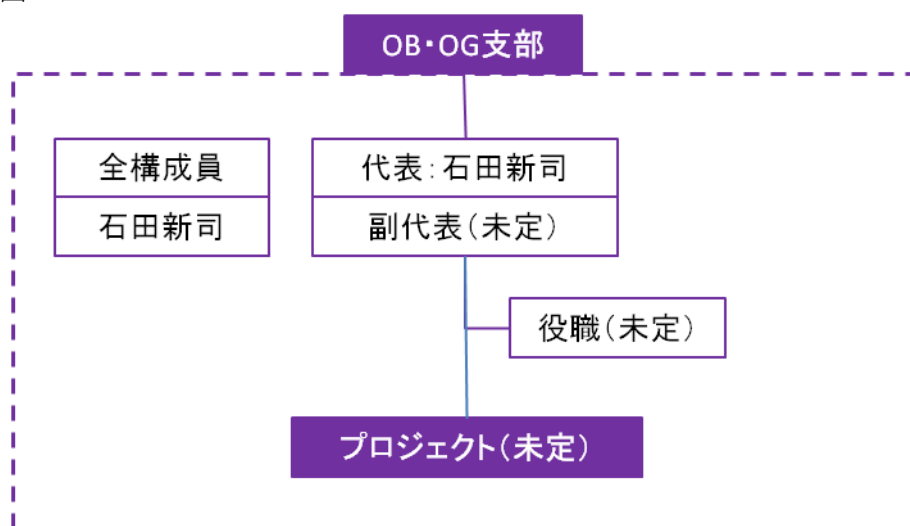 OB・OG支部
全構成員
石田新司
代表:石田新司
副代表(未定)
役職(未定)
プロジェクト(未定)